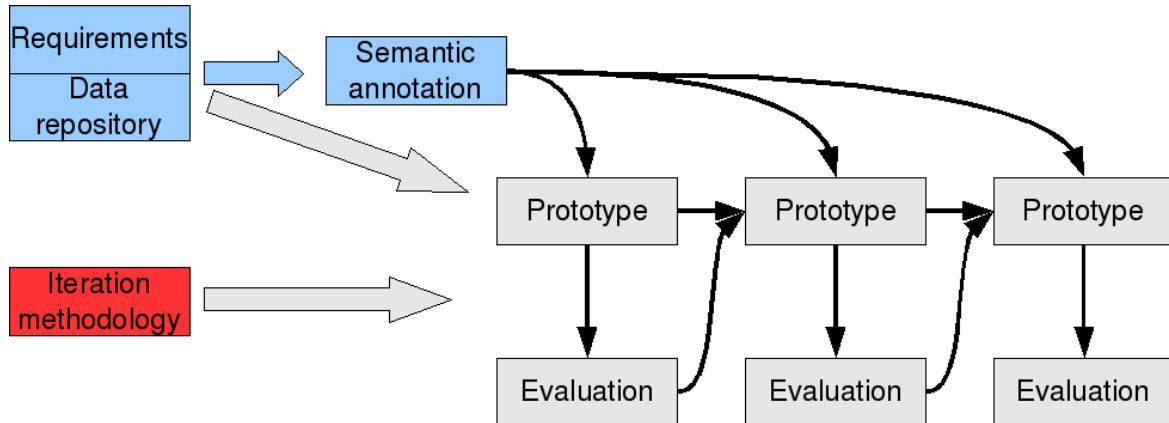 Requirements
Data
repository
Semantic
annotation
Prototype
Prototype
Prototype
Iteration
methodology
Evaluation
Evaluation
Evaluation